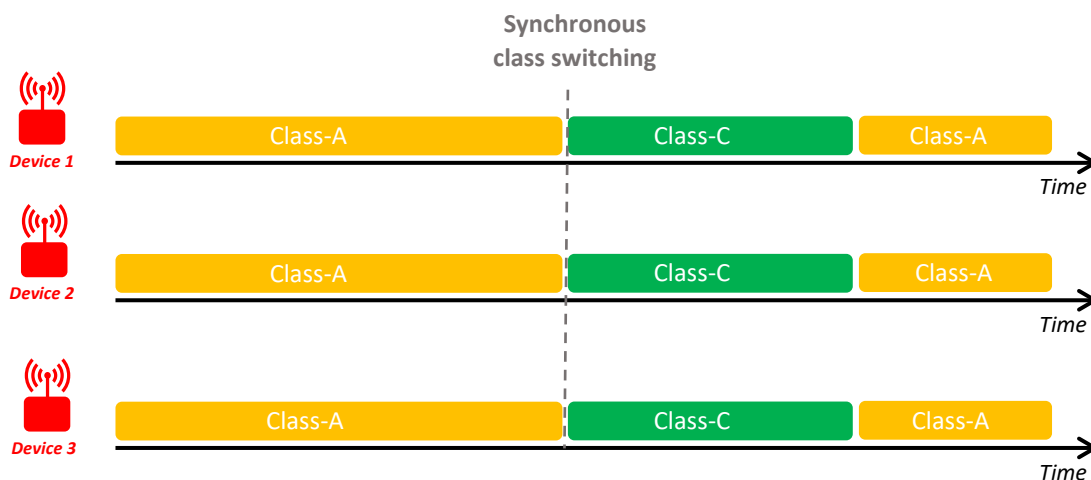 Synchronous
class switching
Class-A Class-C Class-A
Device 1
Time
Class-A Class-C Class-A
Device 2
Time
Class-A Class-C Class-A
Device 3
Time